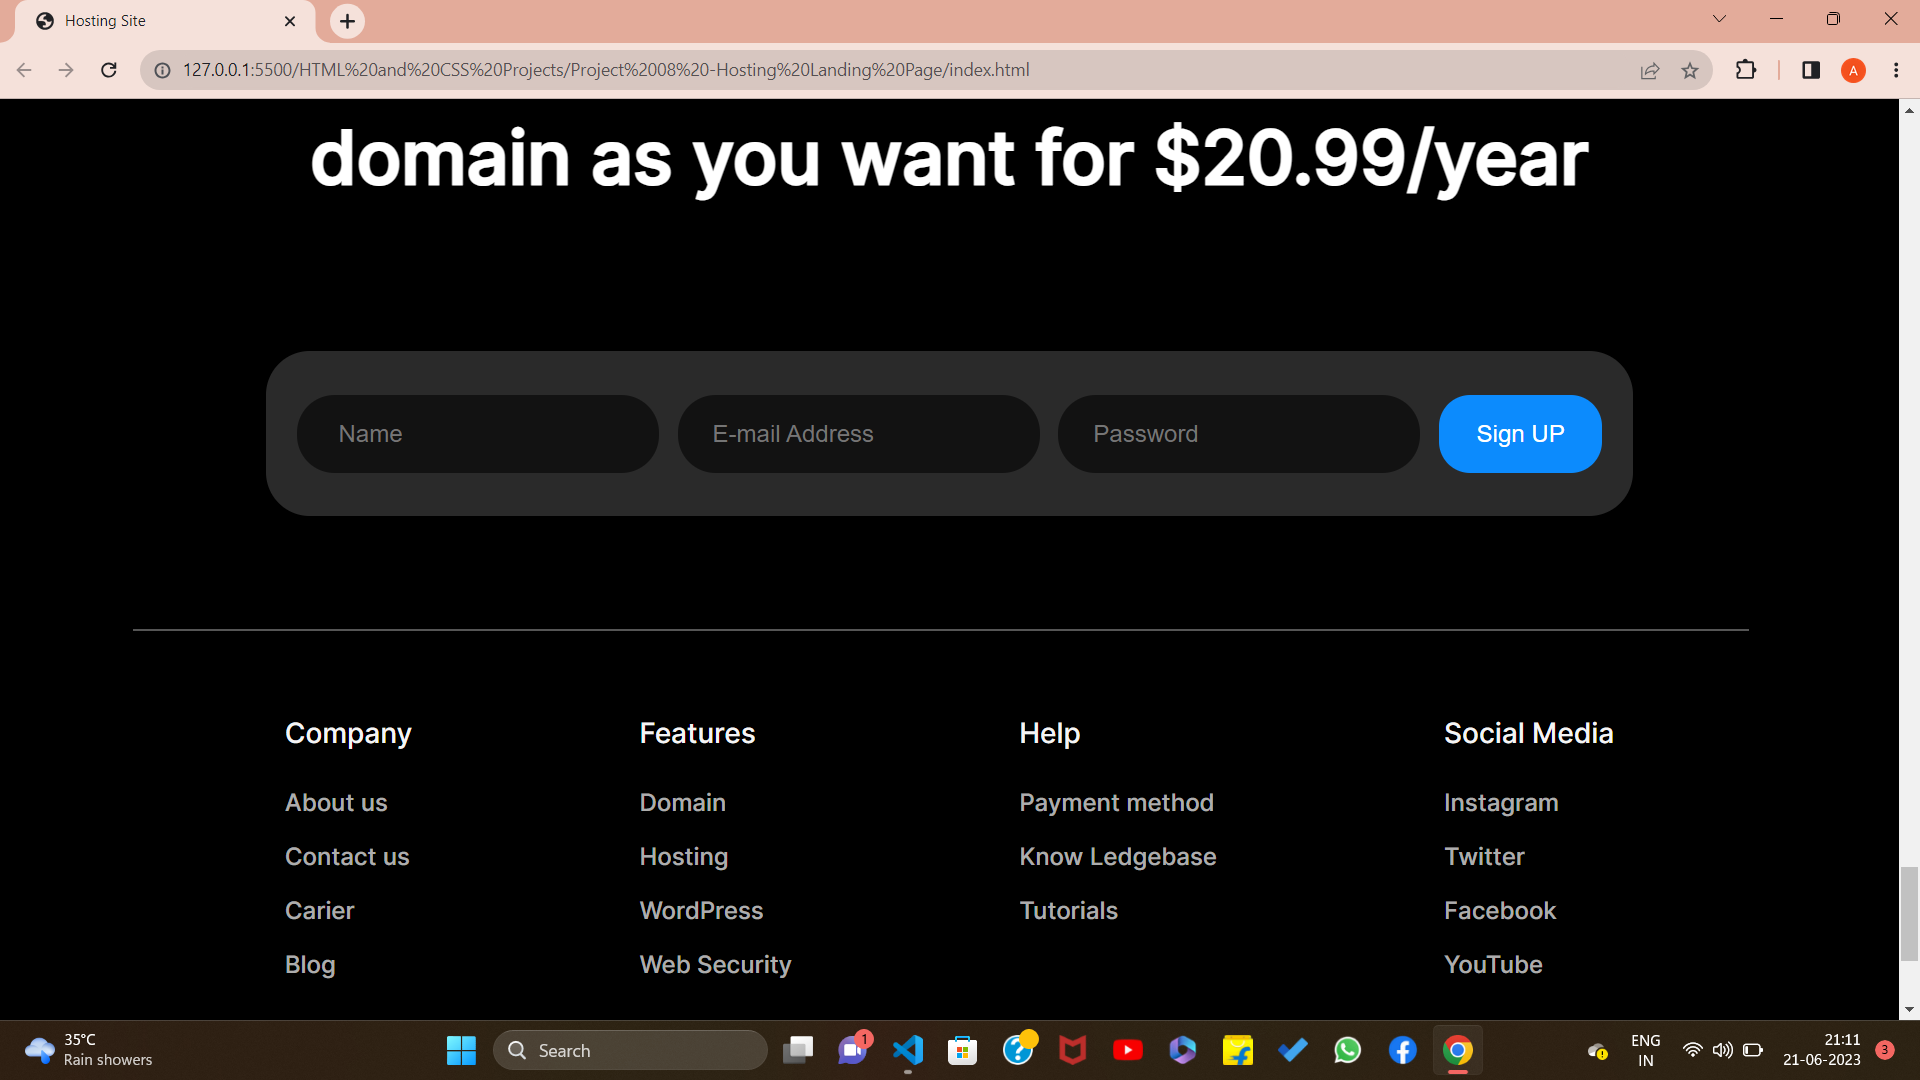 Hosting Site
127.0.0.1:5500/HTML%20and%20CSS%20Projects/Project%2008%20-Hosting%20Landing%20Page/index.html
A
domain as you want for $20.99/year
Name
E-mail Address
Password
Sign UP
Company
Features
Help
Social Media
About us
Domain
Payment method
Instagram
Contact us
Hosting
Know Ledgebase
Twitter
Carier
WordPress
Tutorials
Facebook
Blog
Web Security
YouTube
35°C
Rain showers
Search
1
ENG
IN
21:11
21-06-2023
3